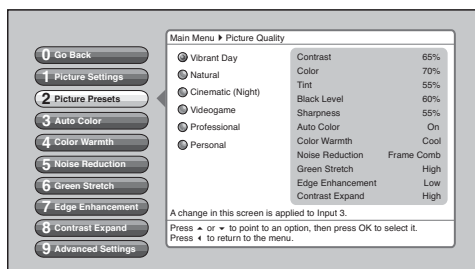 Main Menu ▶ Picture Quality
0 Go Back
1 Picture Settings
2 Picture Presets
3 Auto Color
4 Color Warmth
5 Noise Reduction
6 Green Stretch
7 Edge Enhancement
8 Contrast Expand
9 Advanced Settings
Vibrant Day
Natural
Cinematic (Night)
Videogame
Professional
Personal
Contrast 65%
Color 70%
Tint 55%
Black Level 60%
Sharpness 55%
Auto Color On
Color Warmth Cool
Noise Reduction Frame Comb
Green Stretch High
Edge Enhancement Low
Contrast Expand High
A change in this screen is applied to Input 3.
Press ▲ or ▼ to point to an option, then press OK to select it.
Press ◀ to return to the menu.